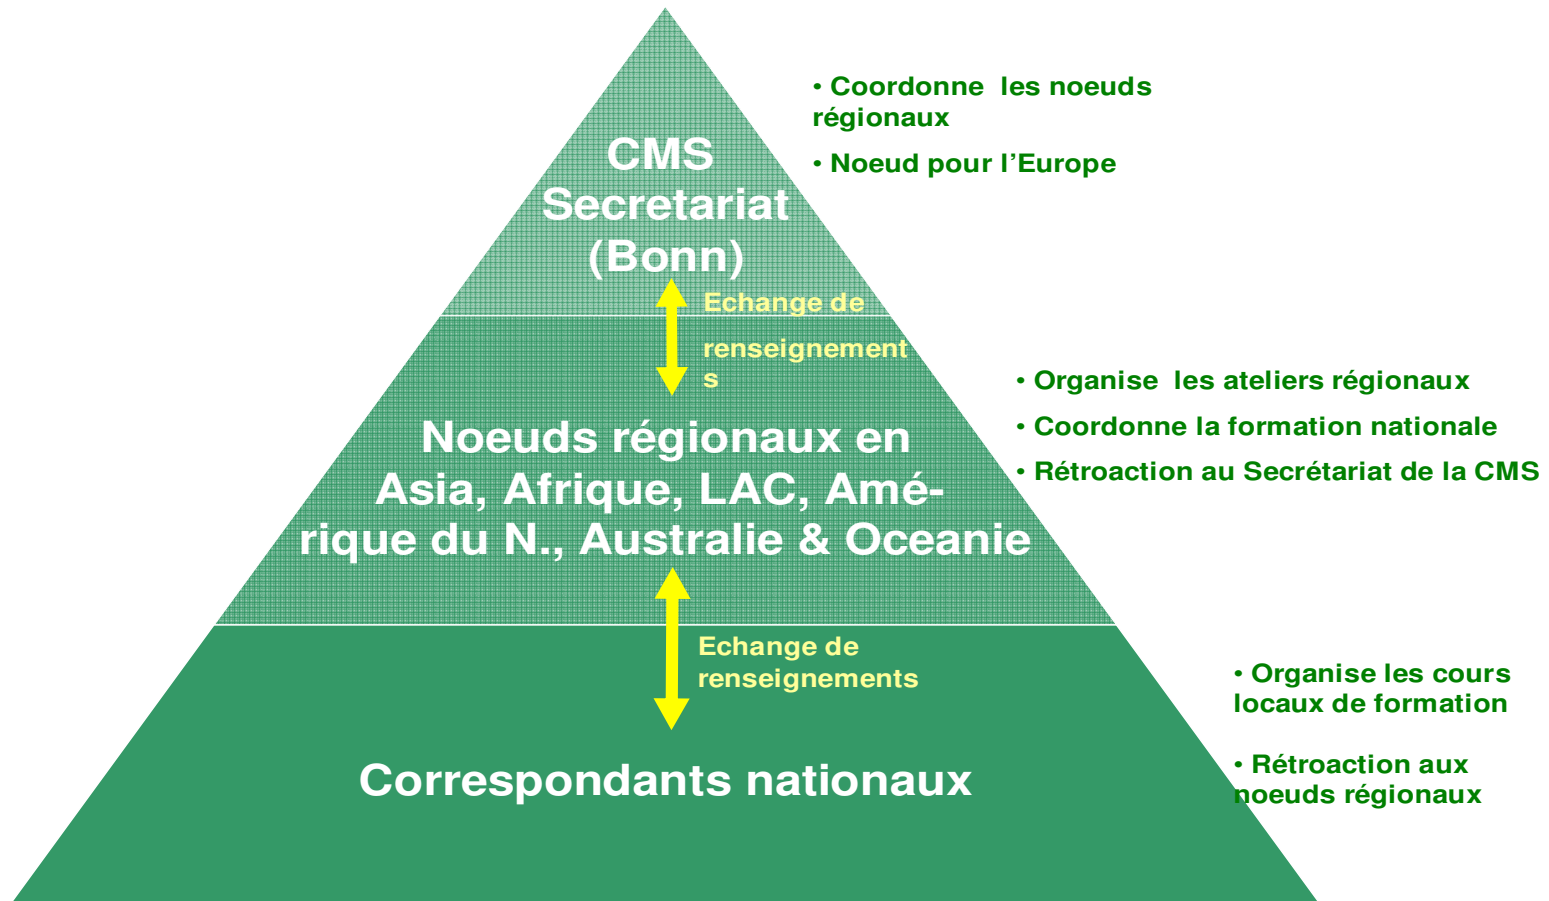 • Coordonne les noeuds
régionaux
• Noeud pour l’Europe
CMS
Secretariat
(Bonn)
Echange de
renseignement
s
Noeuds régionaux en
Asia, Afrique, LAC, Amé-
rique du N., Australie & Oceanie
• Organise les ateliers régionaux
• Coordonne la formation nationale
• Rétroaction au Secrétariat de la CMS
Echange de
renseignements
Correspondants nationaux
• Organise les cours
locaux de formation
• Rétroaction aux
noeuds régionaux